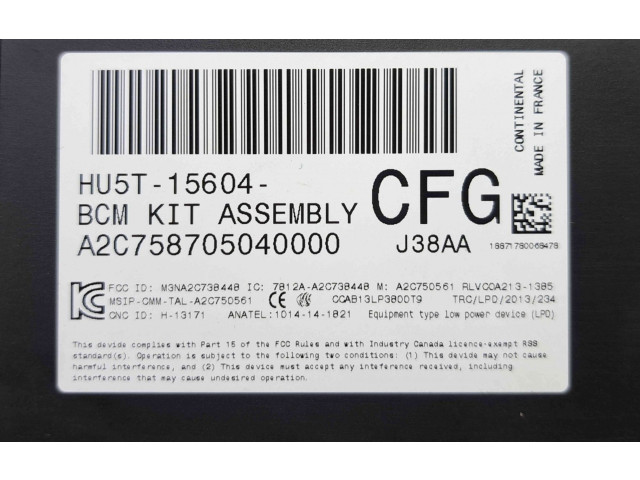 HU5T-15604-
BCM KIT ASSEMBLY
A2C758705040000
CFG
J38AA
CONTINENTAL
MADE IN FRANCE
18871780068478
FCC ID: M3NA2C738448 IC: 7812A-A2C738448 M: A2C750561 RLVCOA213-1385
MSIP-CMM-TAL-A2C750561 CE CCAB13LP3800T9 TRC/LPD/2013/234
CNC ID: H-13171 ANATEL:1014-14-1821 Equipment type low power device (LPD)
This device complies with Part 15 of the FCC Rules and with Industry Canada licence-exempt RSS
standard(s). Operation is subject to the following two conditions: (1) This device may not cause
harmful interference, and (2) This device must accept any interference received, including
interference that may cause undesired operation.